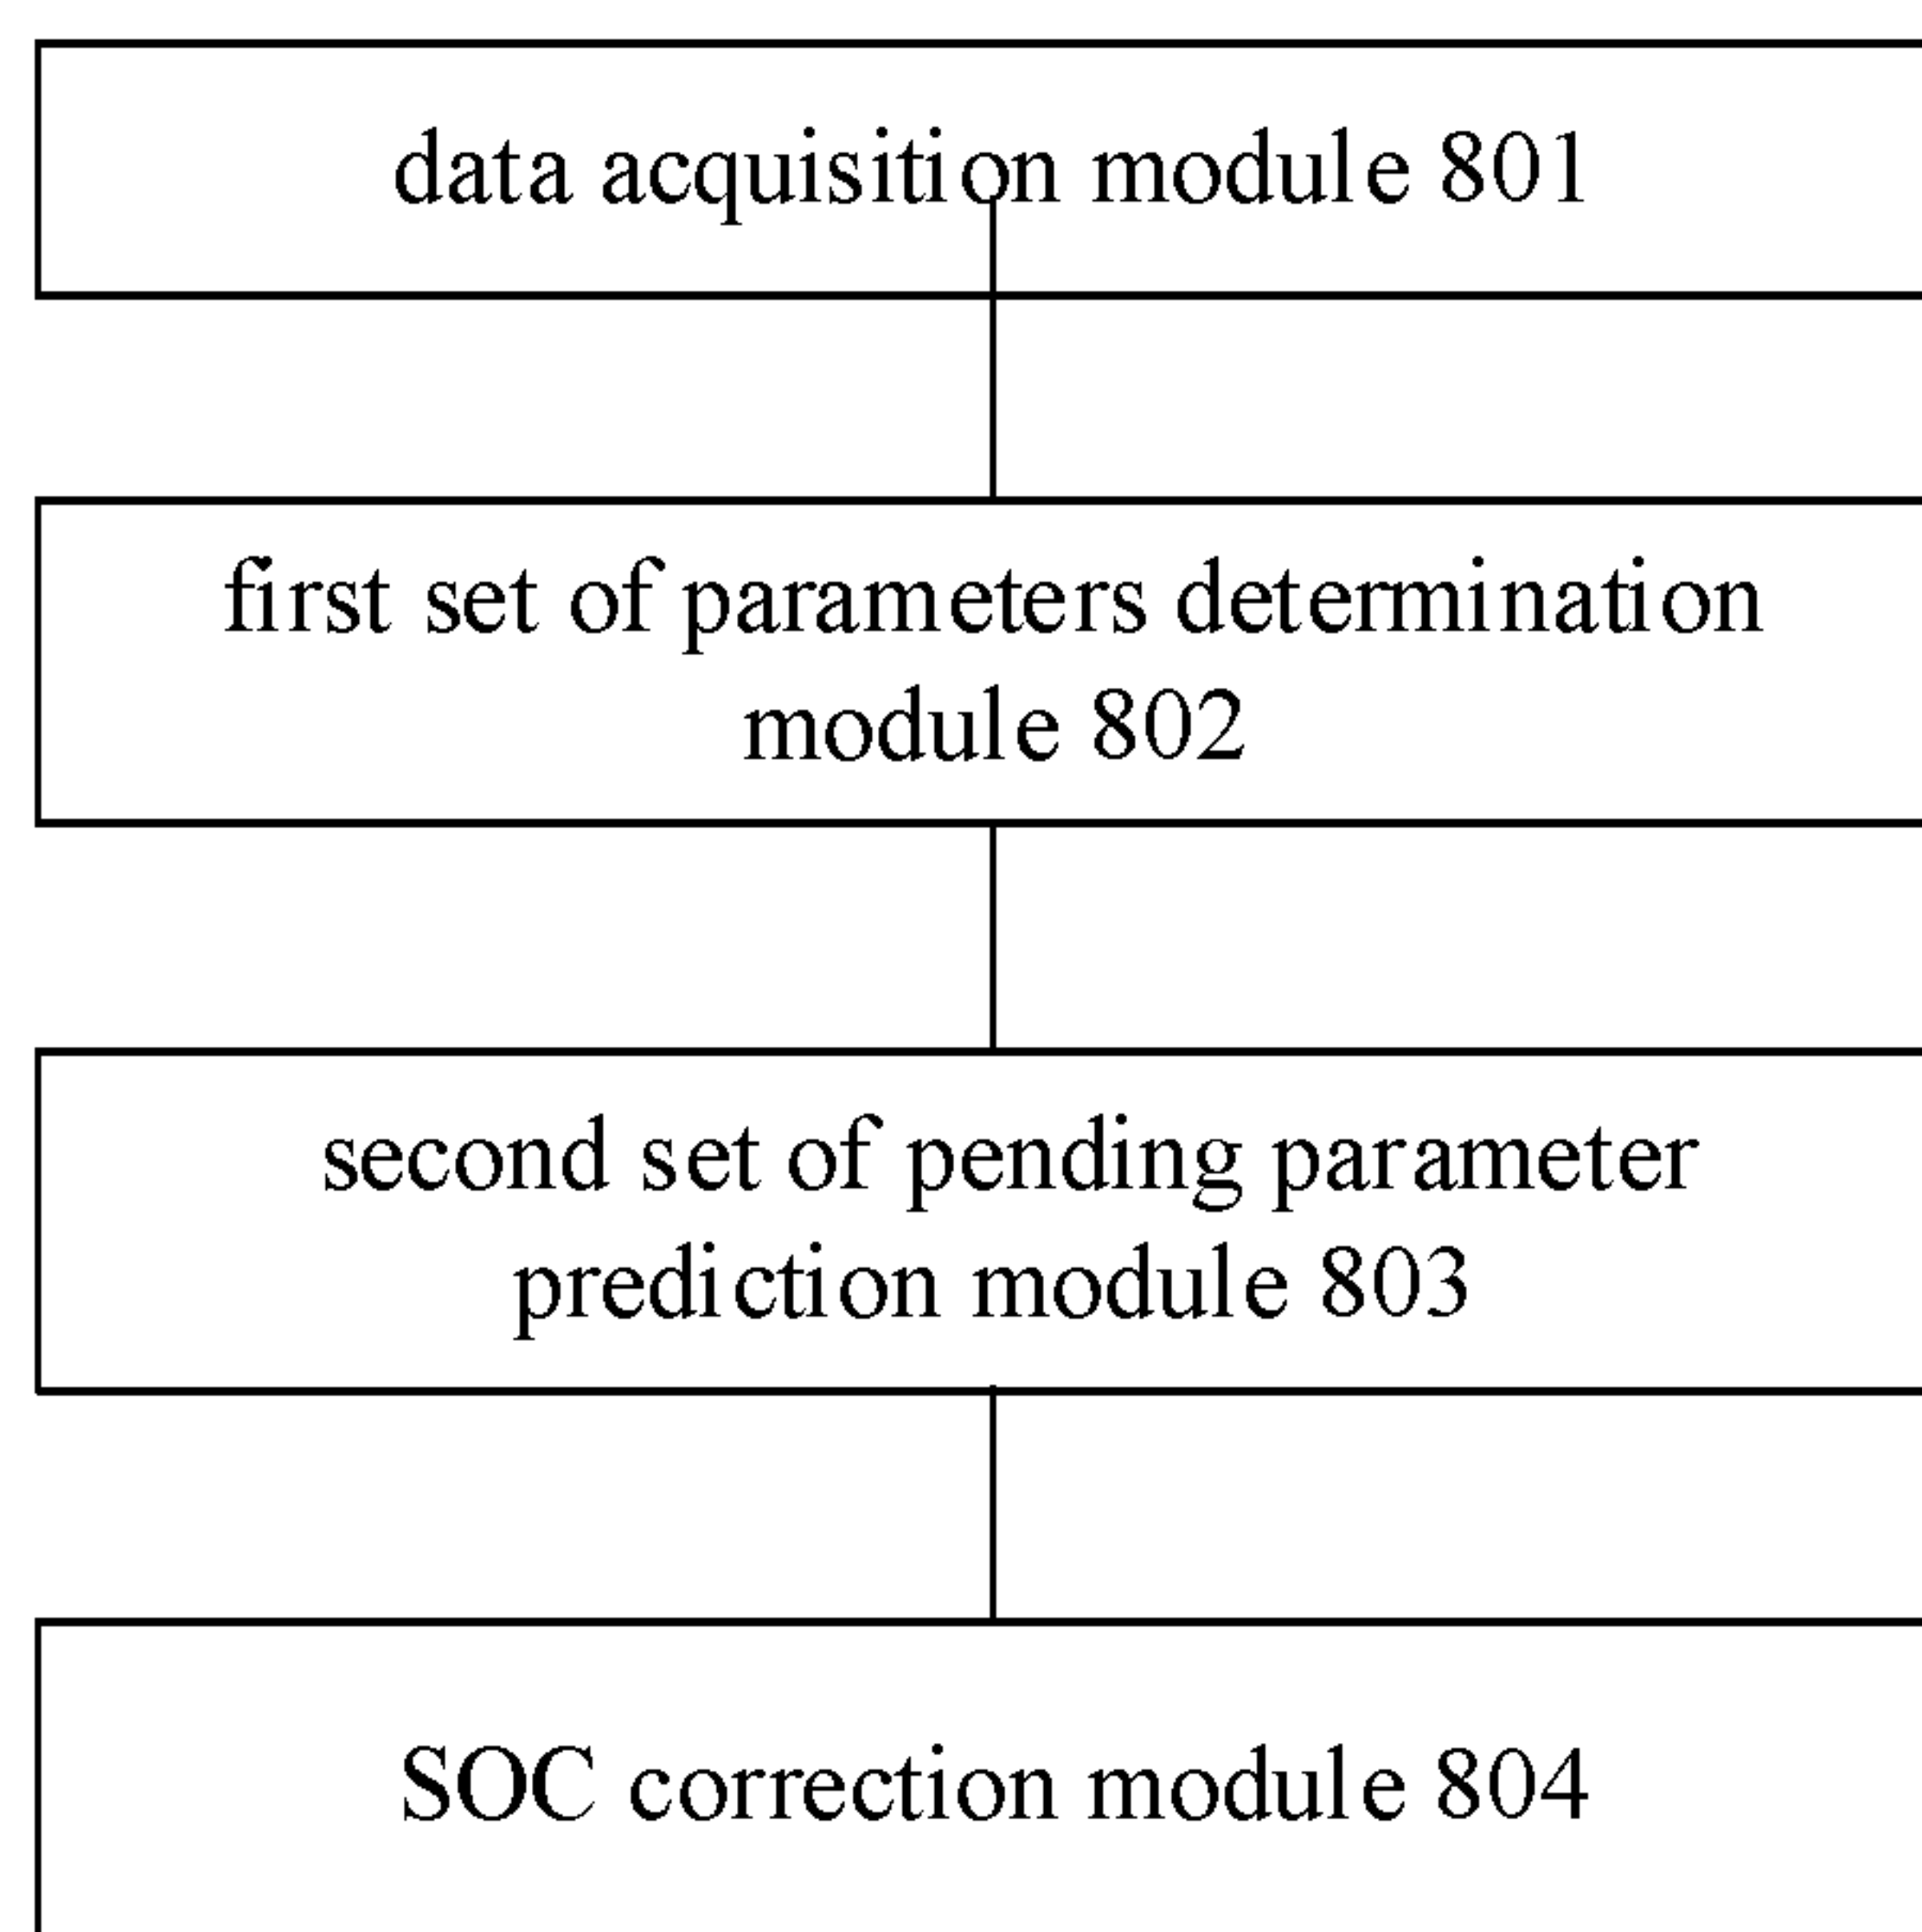 data acquisition module 801
first set of parameters determination
module 802
second set of pending parameter
prediction module 803
SOC correction module 804